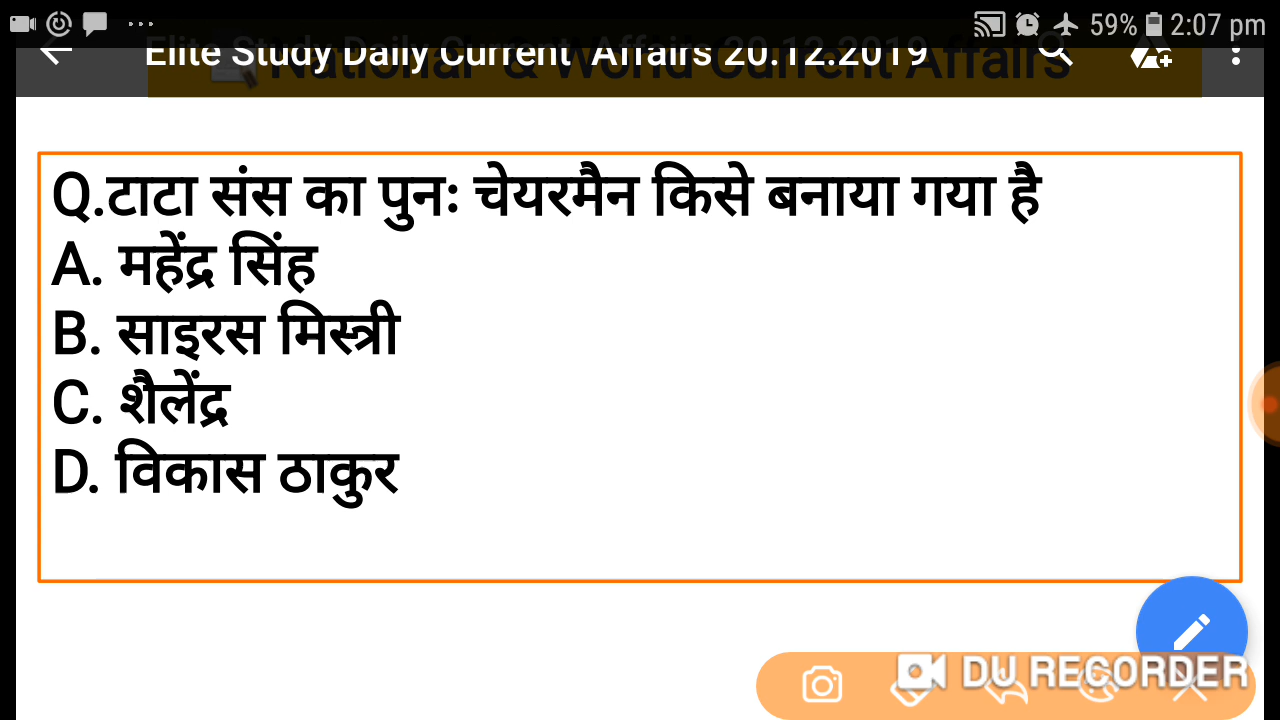 59% 2:07 pm
Elite Study Daily Current Affairs 20.12.2019
National & World Current Affairs
Q.टाटा संस का पुनः चेयरमैन किसे बनाया गया है
A. महेंद्र सिंह
B. साइरस मिस्त्री
C. शैलेंद्र
D. विकास ठाकुर
DU RECORDER